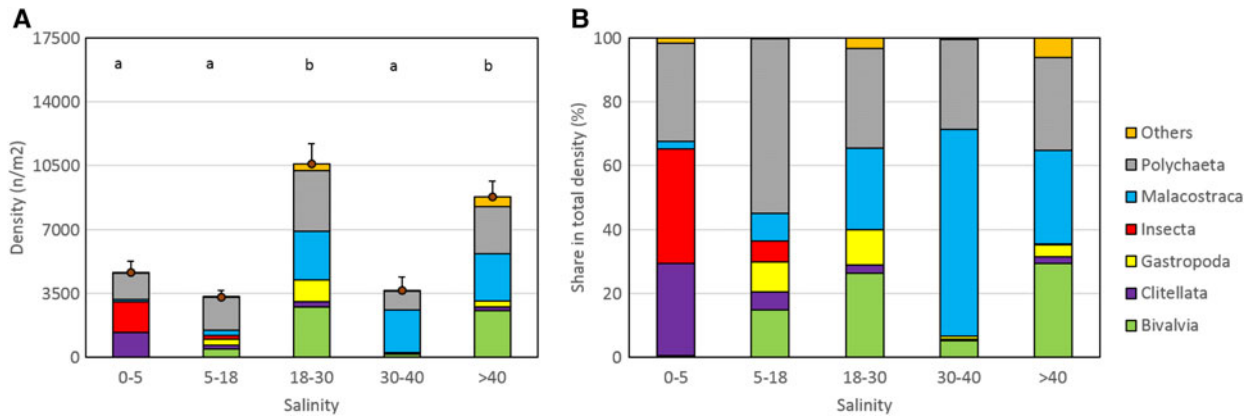 A
B
17500
14000
10500
7000
3500
0
Density (n/m2)
a a b a b
0-5 5-18 18-30 30-40 >40
Salinity
100
80
60
40
20
0
Share in total density (%)
0-5 5-18 18-30 30-40 >40
Salinity
Others
Polychaeta
Malacostraca
Insecta
Gastropoda
Clitellata
Bivalvia